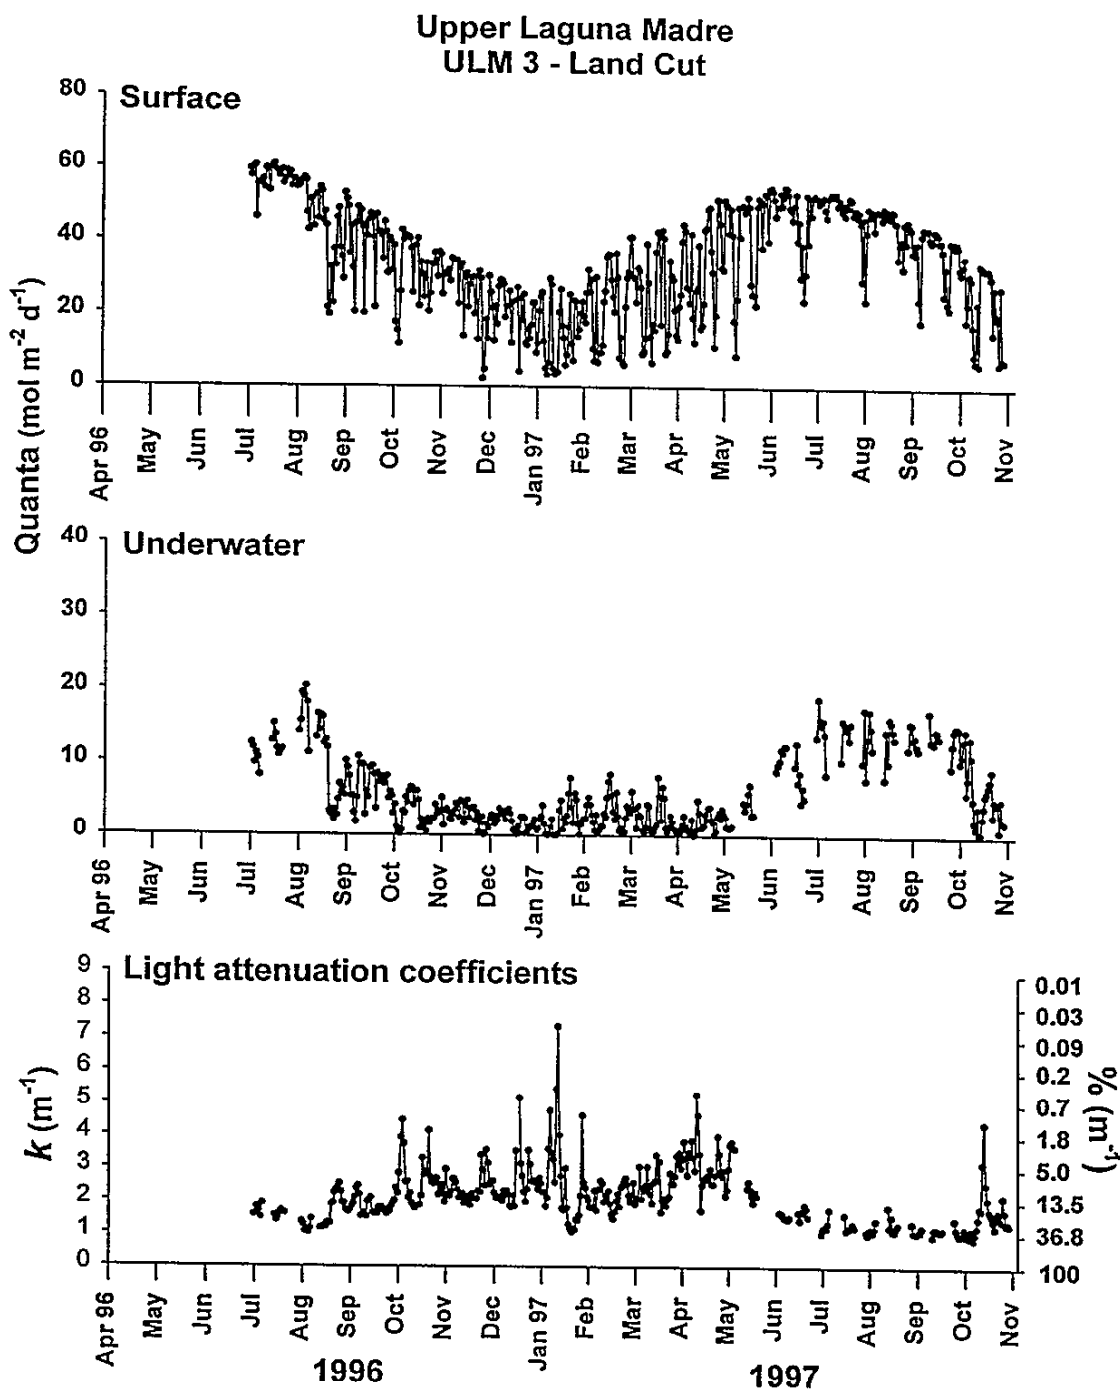 Upper Laguna Madre
ULM 3 - Land Cut
Quanta (mol m⁻² d⁻¹)
Surface
80
60
40
20
0
Apr 96 May Jun Jul Aug Sep Oct Nov Dec Jan 97 Feb Mar Apr May Jun Jul Aug Sep Oct Nov
Underwater
40
30
20
10
0
Apr 96 May Jun Jul Aug Sep Oct Nov Dec Jan 97 Feb Mar Apr May Jun Jul Aug Sep Oct Nov
Light attenuation coefficients
k (m⁻¹)
9
8
7
6
5
4
3
2
1
0
% (m⁻¹)
0.01
0.03
0.09
0.2
0.7
1.8
5.0
13.5
36.8
100
Apr 96 May Jun Jul Aug Sep Oct Nov Dec Jan 97 Feb Mar Apr May Jun Jul Aug Sep Oct Nov
1996 1997